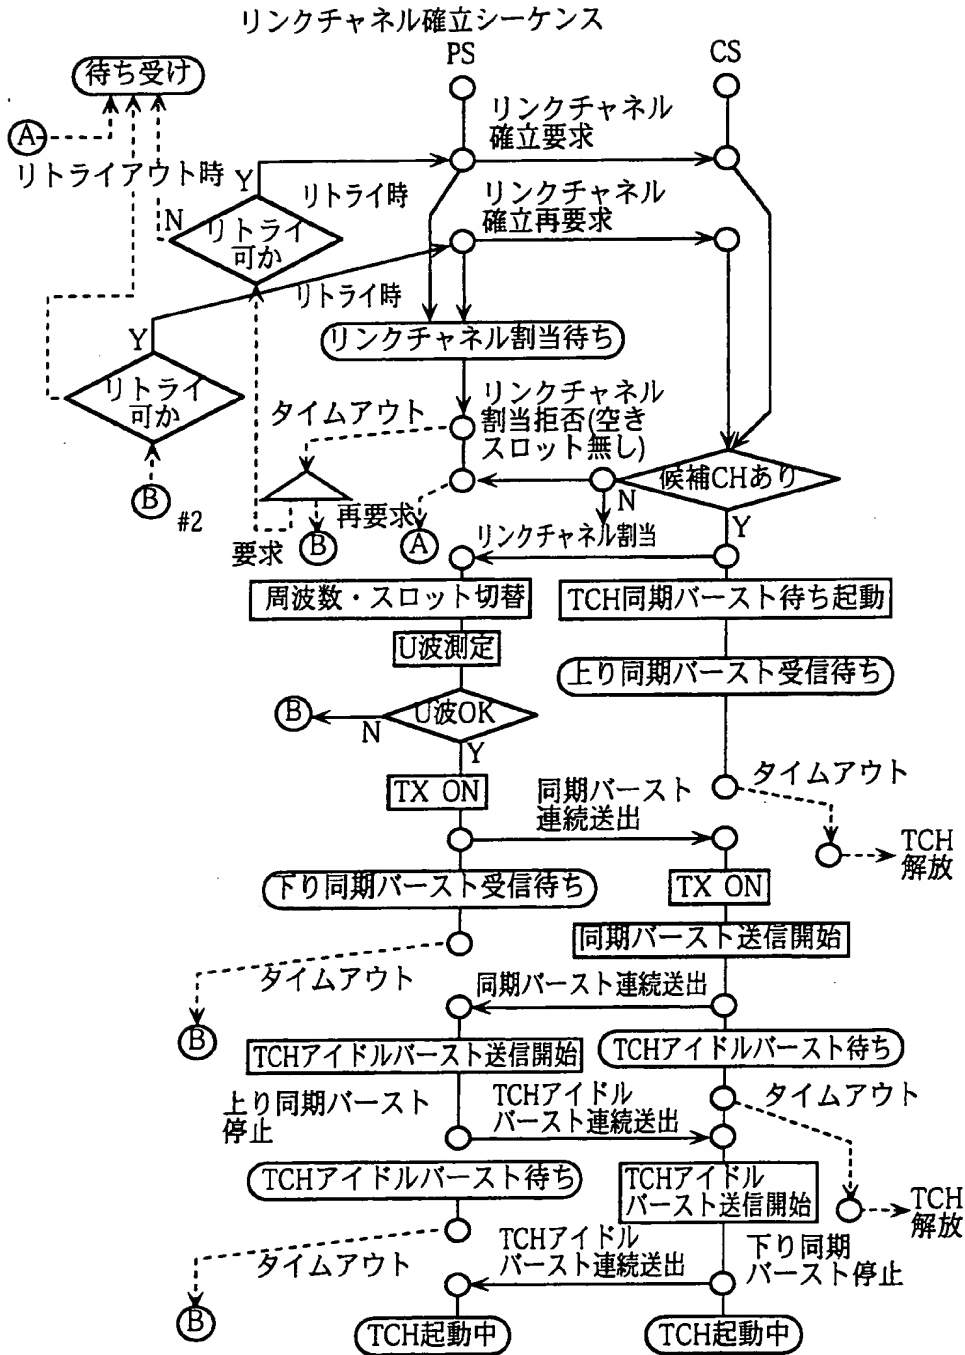 リンクチャネル確立シーケンス
PS
CS
待ち受け
リンクチャネル
確立要求
A
リトライアウト時
Y
リトライ時
N
リトライ
可か
リンクチャネル
確立再要求
リトライ時
Y
リンクチャネル割当待ち
リトライ
可か
タイムアウト
リンクチャネル
割当拒否(空き
スロット無し)
候補CHあり
N
Y
B
#2
再要求
要求
B
A
リンクチャネル割当
周波数・スロット切替
TCH同期バースト待ち起動
U波測定
上り同期バースト受信待ち
B
U波OK
N
Y
タイムアウト
TX ON
同期バースト
連続送出
TCH
解放
下り同期バースト受信待ち
TX ON
同期バースト送信開始
タイムアウト
同期バースト連続送出
B
TCHアイドルバースト送信開始
TCHアイドルバースト待ち
上り同期バースト
停止
TCHアイドル
バースト連続送出
タイムアウト
TCHアイドルバースト待ち
TCHアイドル
バースト送信開始
TCH
解放
タイムアウト
TCHアイドル
バースト連続送出
下り同期
バースト停止
B
TCH起動中
TCH起動中